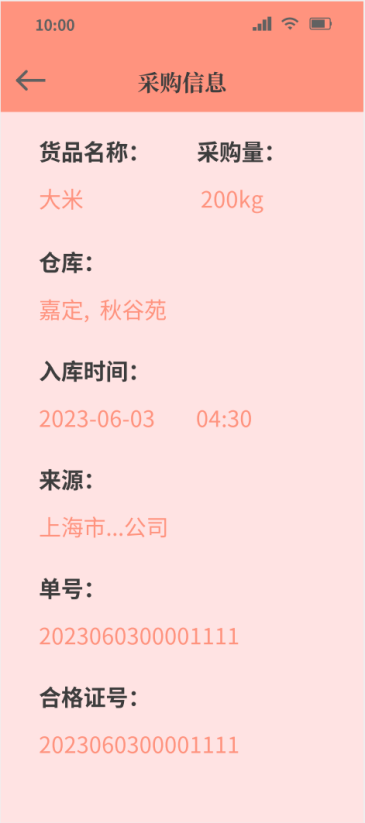 10:00
采购信息
货品名称： 采购量：
大米 200kg
仓库：
嘉定, 秋谷苑
入库时间：
2023-06-03 04:30
来源：
上海市...公司
单号：
2023060300001111
合格证号：
2023060300001111